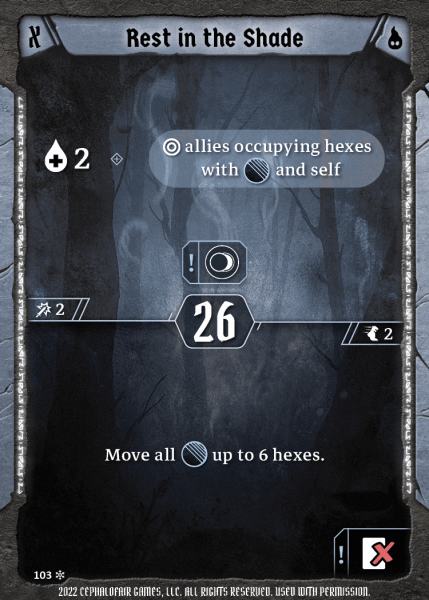 X
Rest in the Shade
2
allies occupying hexes
with and self
!
2
26
2
Move all up to 6 hexes.
!
103
2022 CEPHALOFAIR GAMES, LLC. ALL RIGHTS RESERVED. USED WITH PERMISSION.